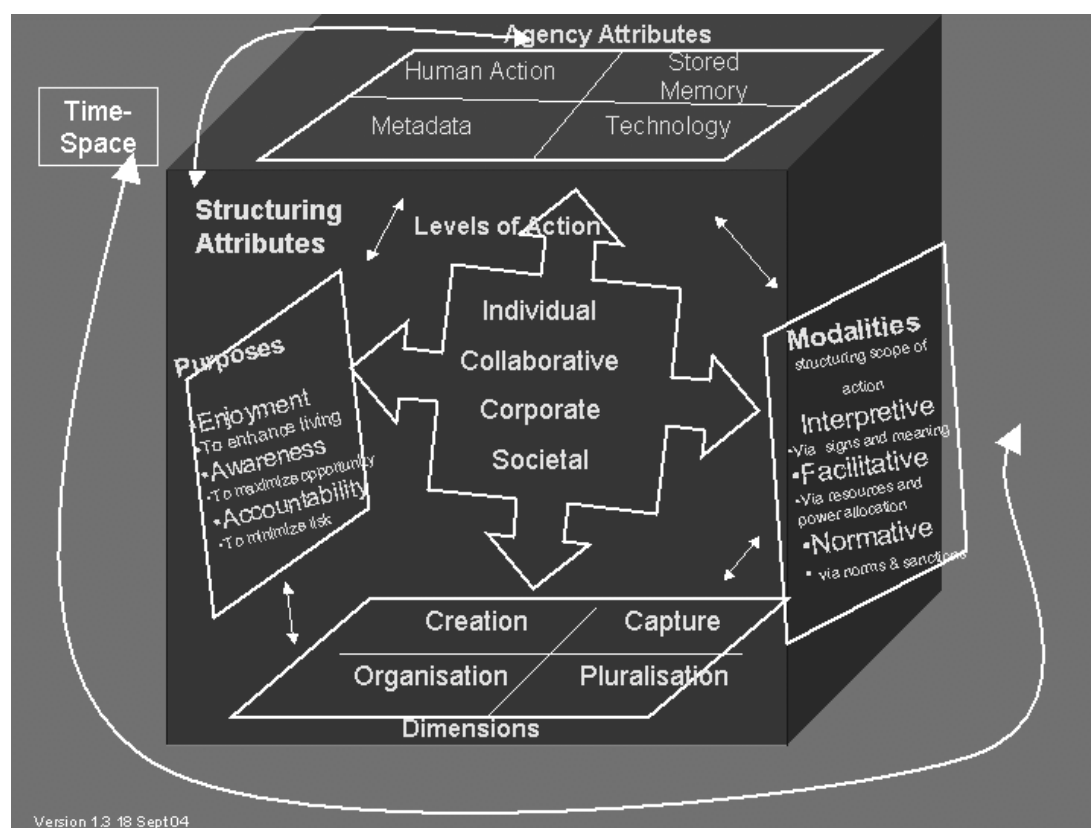 Agency Attributes
Human Action
Stored
Memory
Metadata
Technology
Time-
Space
Structuring
Attributes
Levels of Action
Individual
Collaborative
Corporate
Societal
Purposes
•Enjoyment
•To enhance living
•Awareness
•To maximize opportunity
•Accountability
•To minimize risk
Modalities
structuring scope of
action
Interpretive
•Via signs and meaning
•Facilitative
•Via resources and
power allocation
•Normative
• via norms & sanctions
Creation
Capture
Organisation
Pluralisation
Dimensions
Version 1.3 18 Sept04